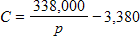 C = 338,000/p − 3,380